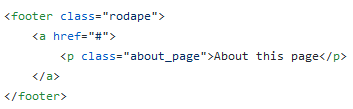 <footer class="rodape">
    <a href="#">
        <p class="about_page">About this page</p>
    </a>
</footer>